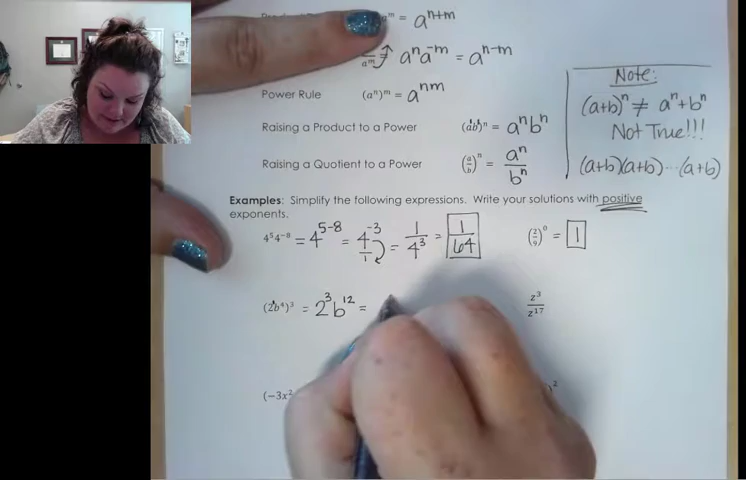 = a^{n+m}
a^m a^n a^{-m} = a^{n-m}
Power Rule (a^n)^m = a^{nm}
Raising a Product to a Power (ab)^n = a^n b^n
Raising a Quotient to a Power (a/b)^n = a^n/b^n
Note:
(a+b)^n ≠ a^n + b^n
Not True!!!
(a+b)(a+b)...(a+b)
Examples: Simplify the following expressions. Write your solutions with positive
exponents.
4^5 4^{-8} = 4^{5-8} = 4^{-3}/1 = 1/4^3 = 1/64
(2/9)^0 = 1
(2b^4)^3 = 2^3 b^{12} =
z^3/z^{17}
(-3x^2
)^2